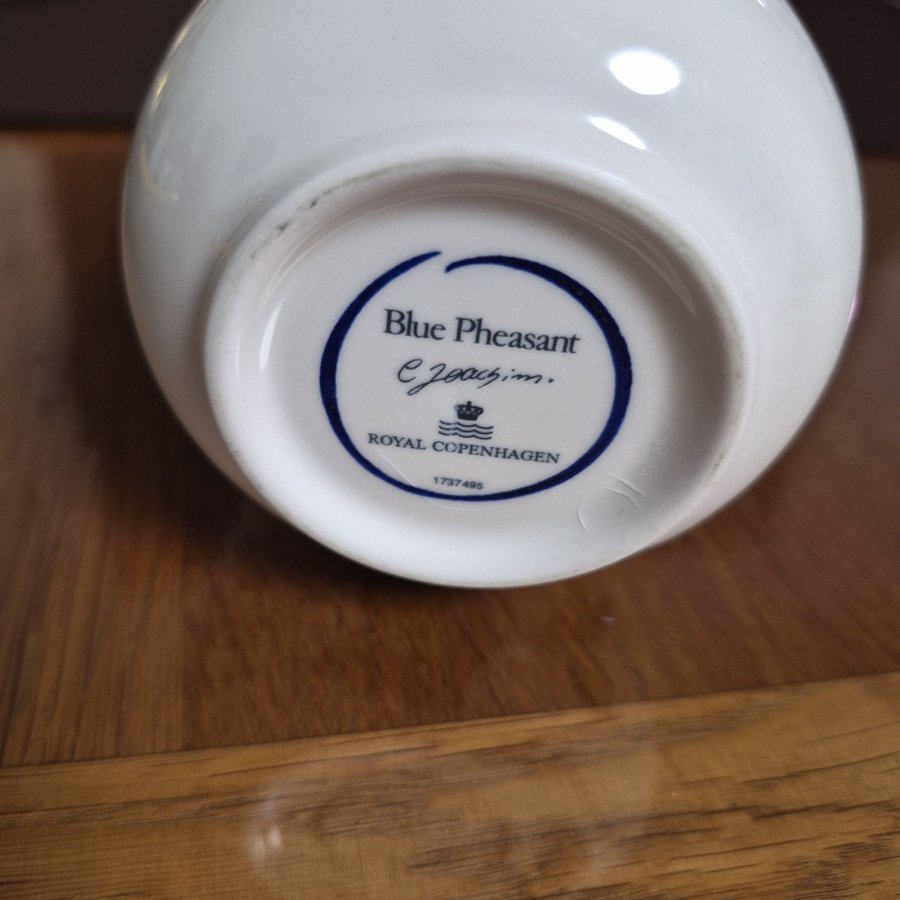 Blue Pheasant
C Joachim.
ROYAL COPENHAGEN
1737495